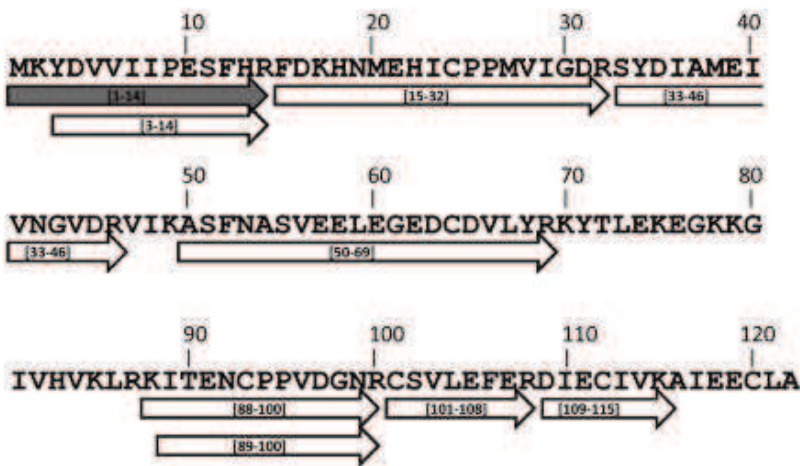 10 20 30 40
MKYDVVIIPESFHRFDKHNMEHICPPMVIGDRSYDIAMEI
[1-14] [15-32] [33-46]
[3-14]
50 60 70 80
VNGVDRVIKASFNASVEELEGEDCDVLYRKYTLEKEGKKG
[33-46] [50-69]
90 100 110 120
IVHVKLRKITENCPPVDGNRCSVLEFERDIECIVKAIEECLA
[88-100] [101-108] [109-115]
[89-100]